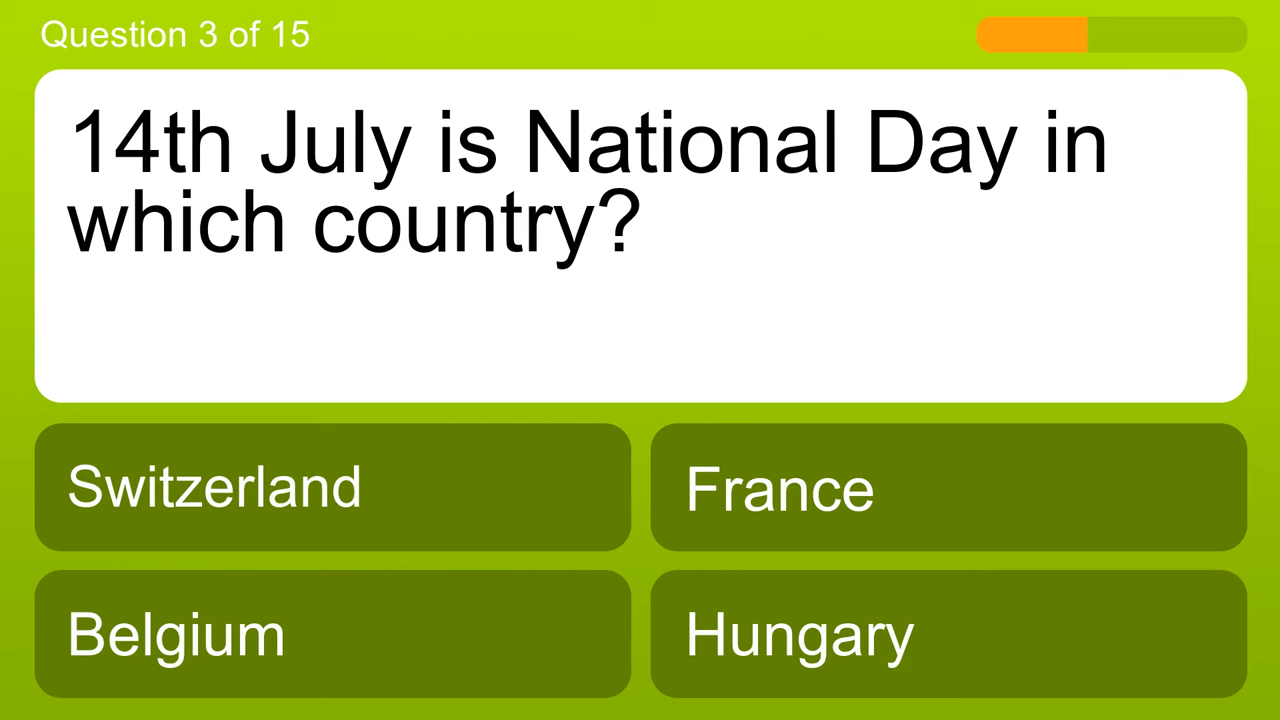 Question 3 of 15
14th July is National Day in
which country?
Switzerland
France
Belgium
Hungary